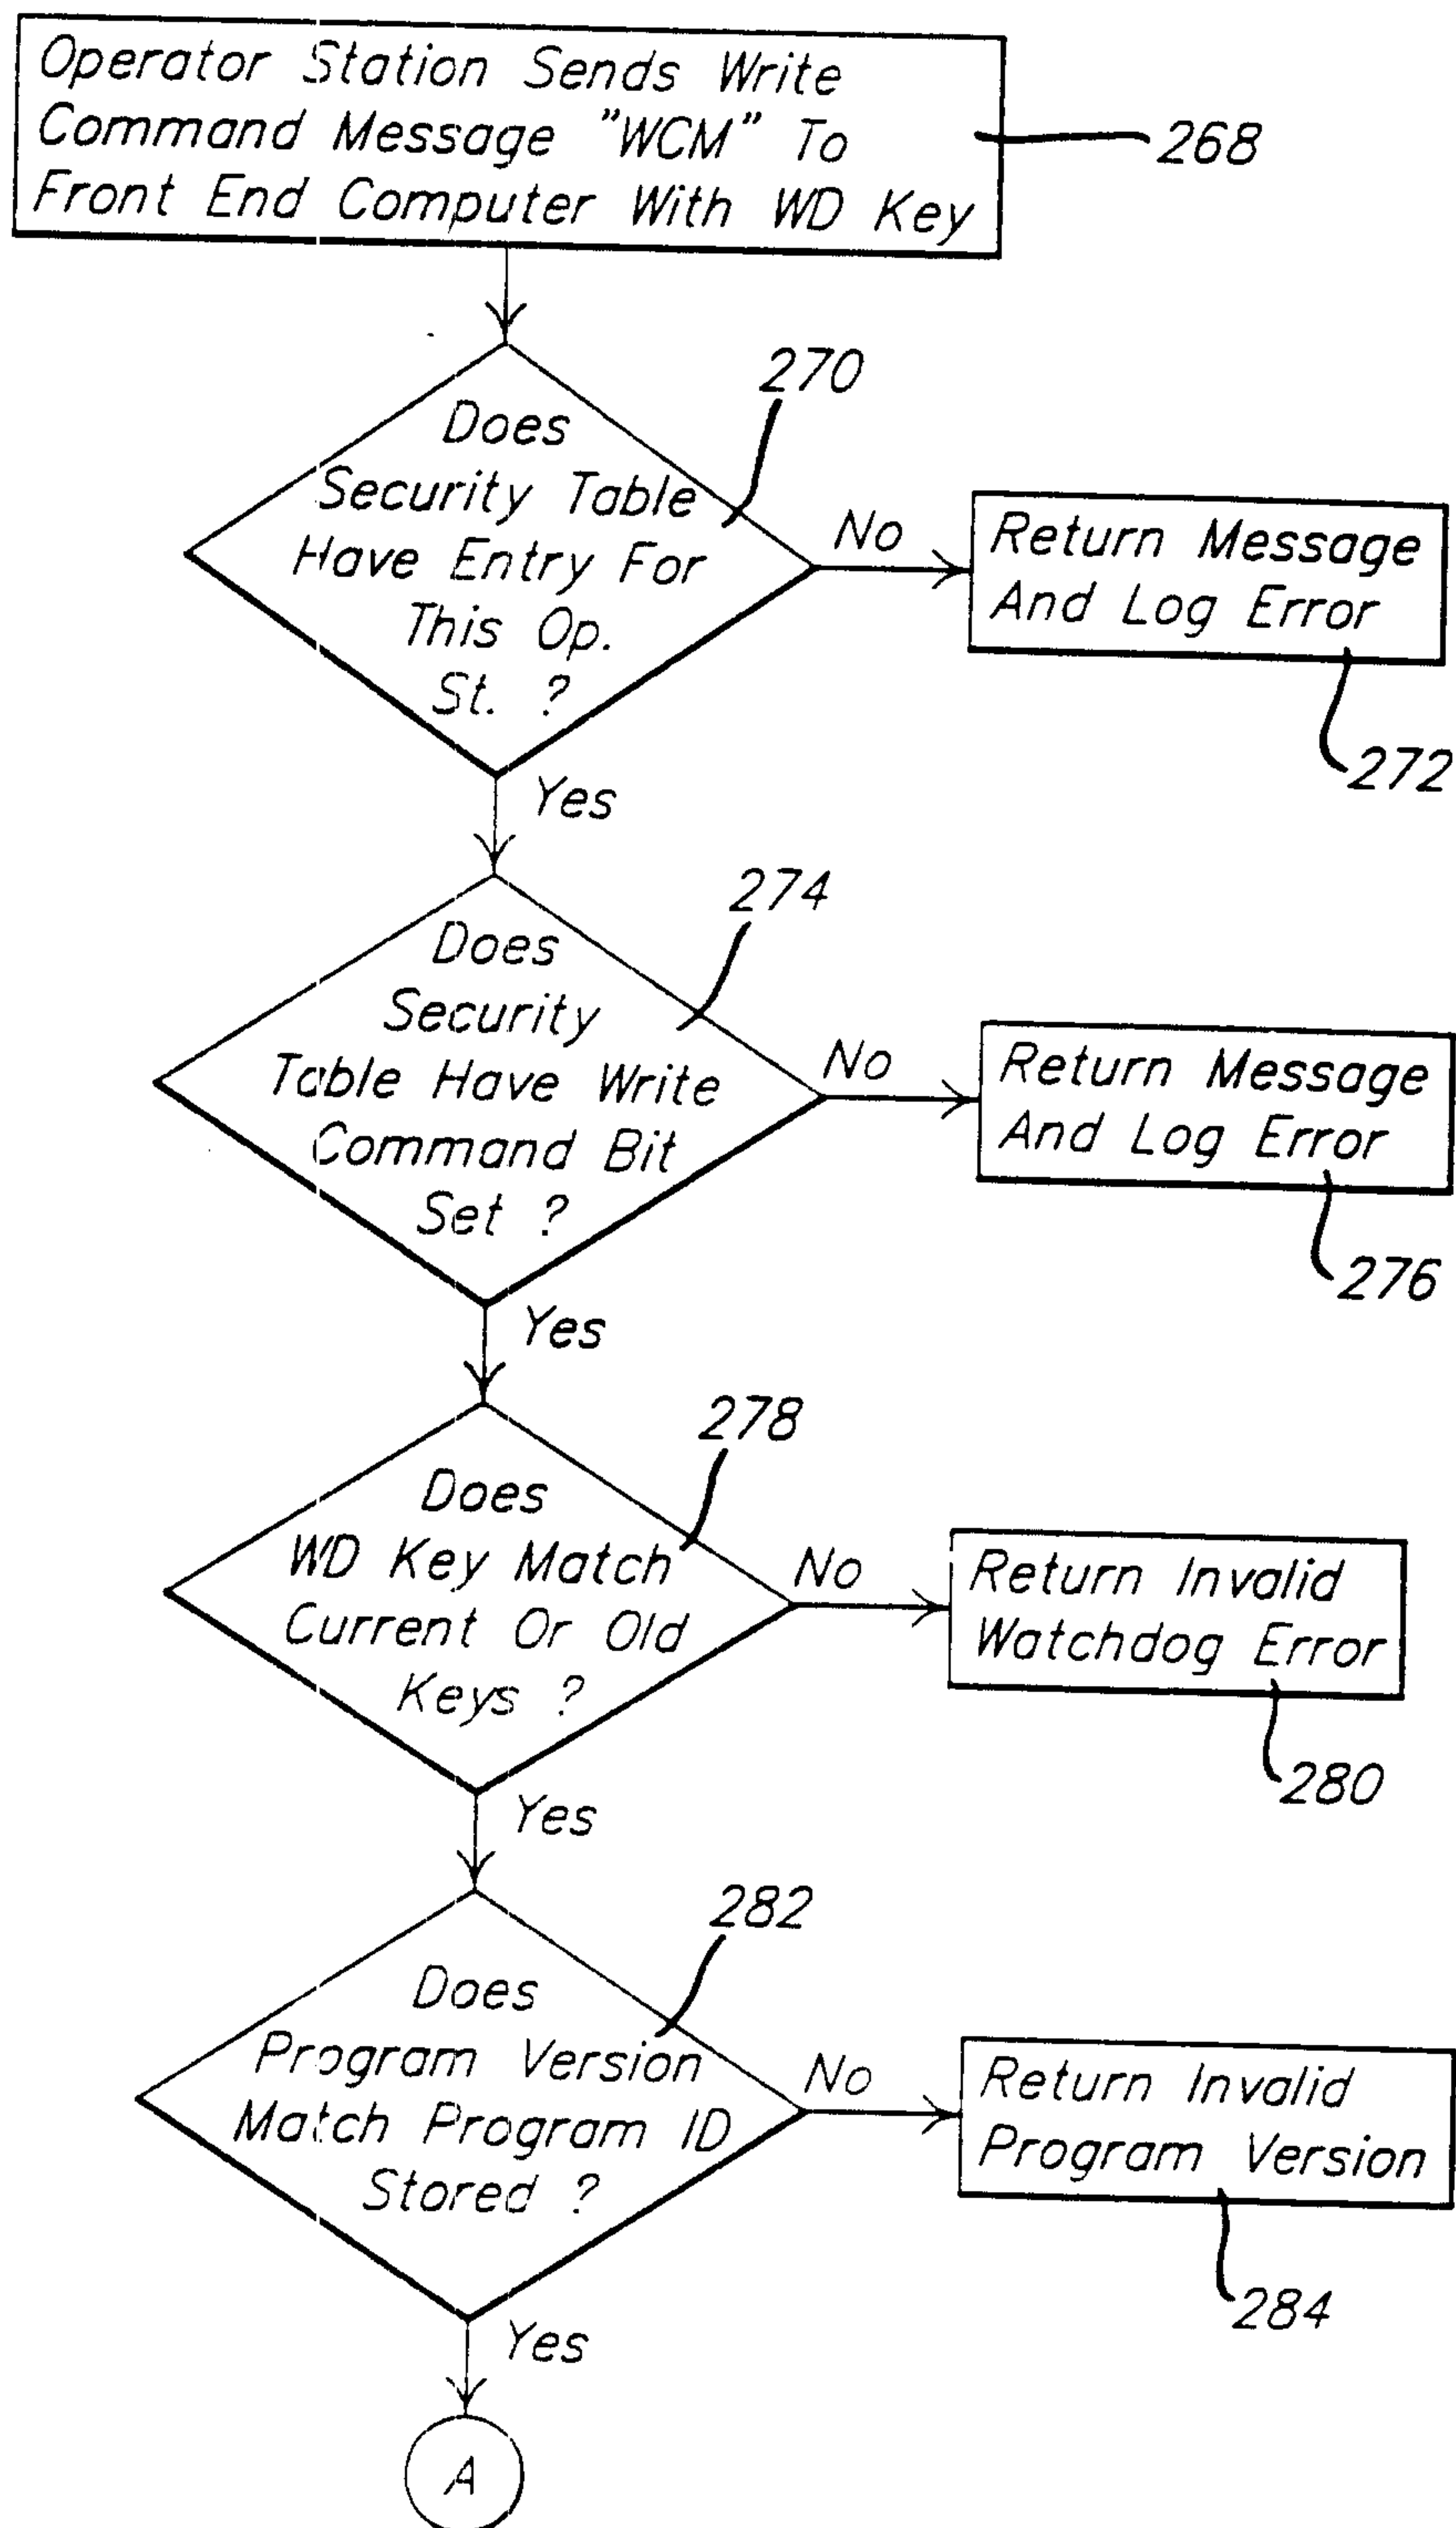 Operator Station Sends Write
Command Message "WCM" To
Front End Computer With WD Key
268
270
Does
Security Table
Have Entry For
This Op.
St. ?
No
Return Message
And Log Error
272
Yes
274
Does
Security
Table Have Write
Command Bit
Set ?
No
Return Message
And Log Error
276
Yes
278
Does
WD Key Match
Current Or Old
Keys ?
No
Return Invalid
Watchdog Error
280
Yes
282
Does
Program Version
Match Program ID
Stored ?
No
Return Invalid
Program Version
284
Yes
A